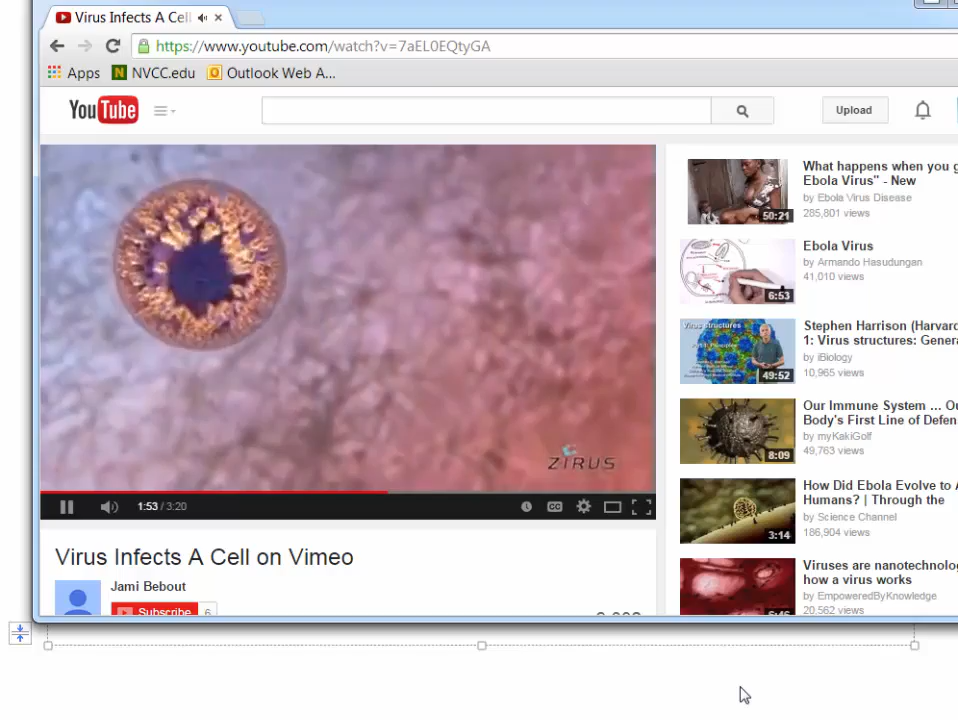 Virus Infects A Cell
https://www.youtube.com/watch?v=7aEL0EQtyGA
Apps NVCC.edu Outlook Web A...
YouTube
Upload
ZIRUS
1:53 / 3:20
CC
Virus Infects A Cell on Vimeo
Jami Bebout
Subscribe 6
What happens when you g
Ebola Virus" - New
by Ebola Virus Disease
285,801 views
50:21
Ebola Virus
by Armando Hasudungan
41,010 views
6:53
Stephen Harrison (Harvard
1: Virus structures: Genera
by iBiology
10,965 views
Virus structures
49:52
Our Immune System ... Ou
Body's First Line of Defen
by myKakiGolf
49,763 views
8:09
How Did Ebola Evolve to A
Humans? | Through the
by Science Channel
186,904 views
3:14
Viruses are nanotechnolog
how a virus works
by EmpoweredByKnowledge
20,562 views